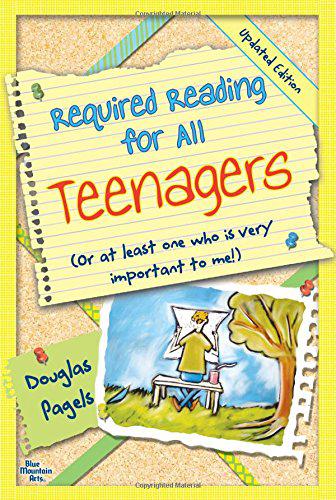 Updated Edition
Required Reading
for All
Teenagers
(Or at least one who is very
important to me!)
Douglas
Pagels
Blue
Mountain
Arts®